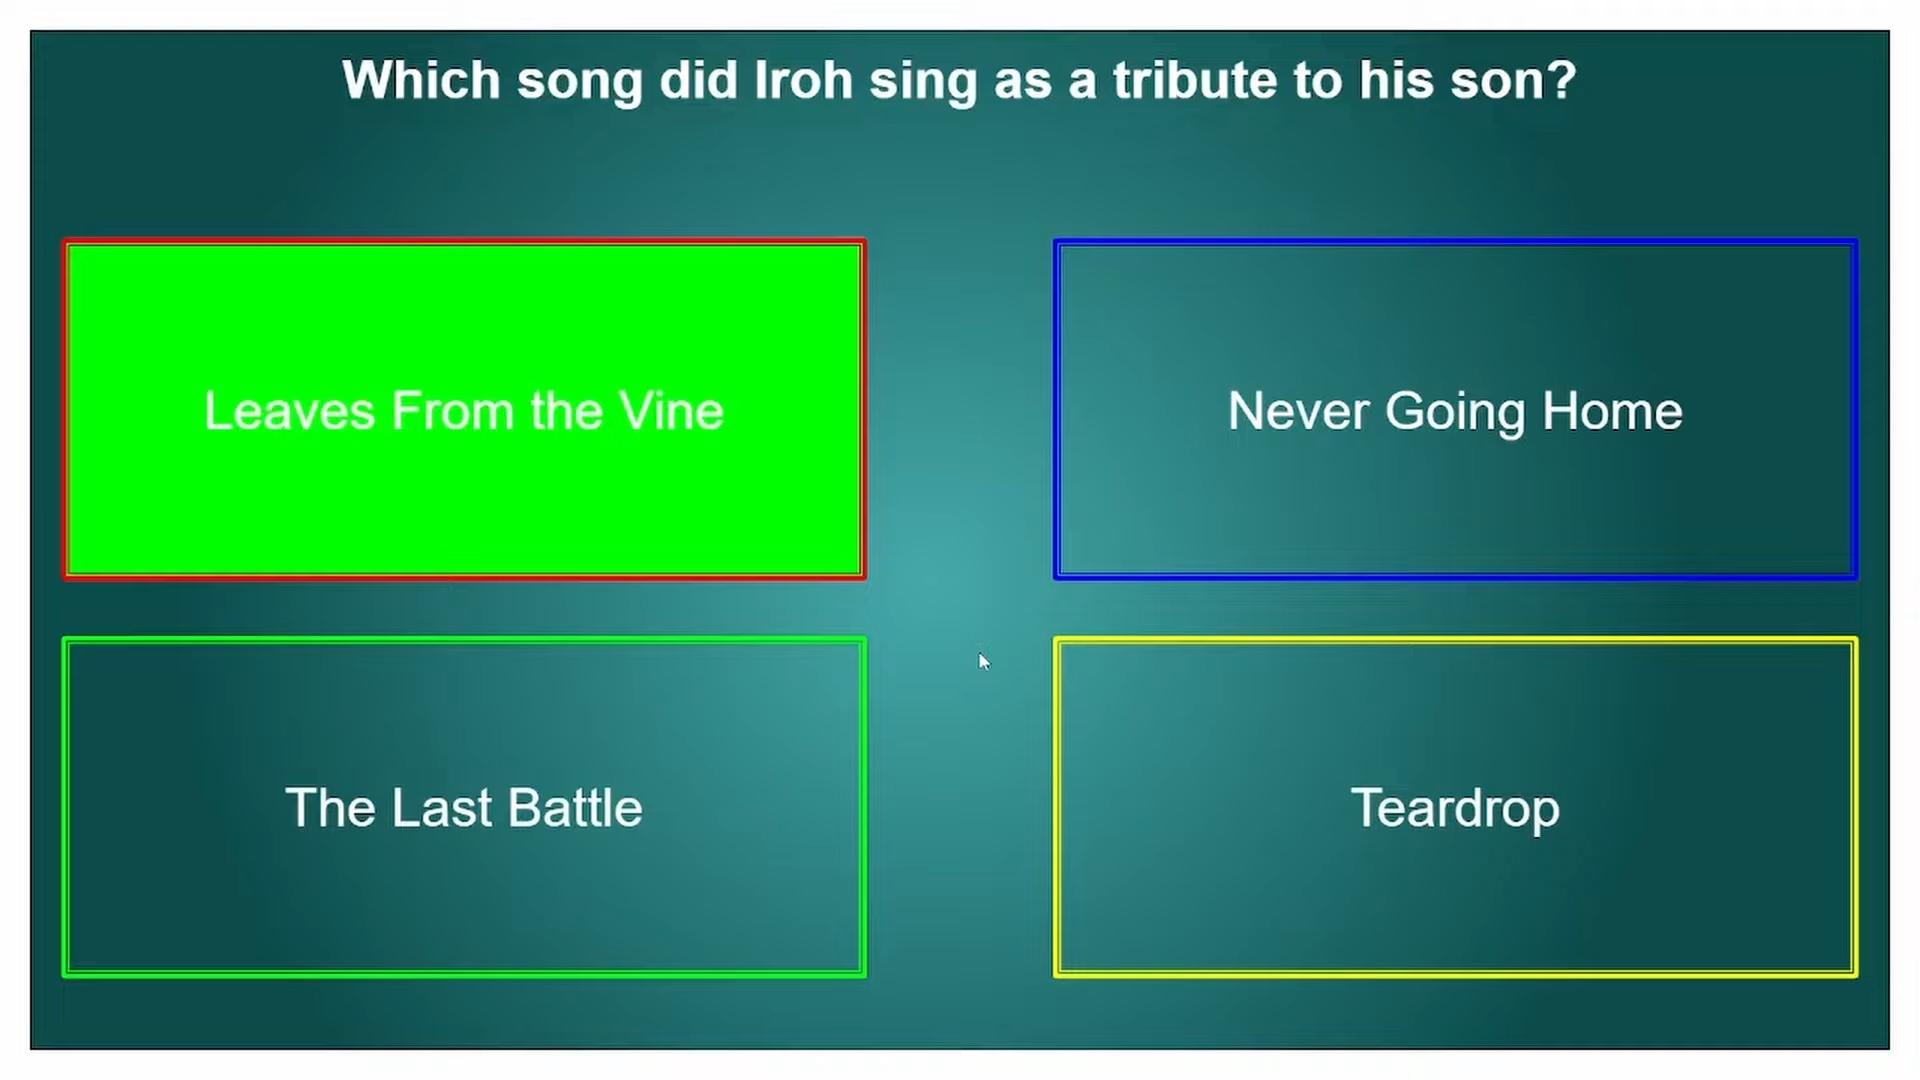 Which song did Iroh sing as a tribute to his son?
Leaves From the Vine
Never Going Home
The Last Battle
Teardrop